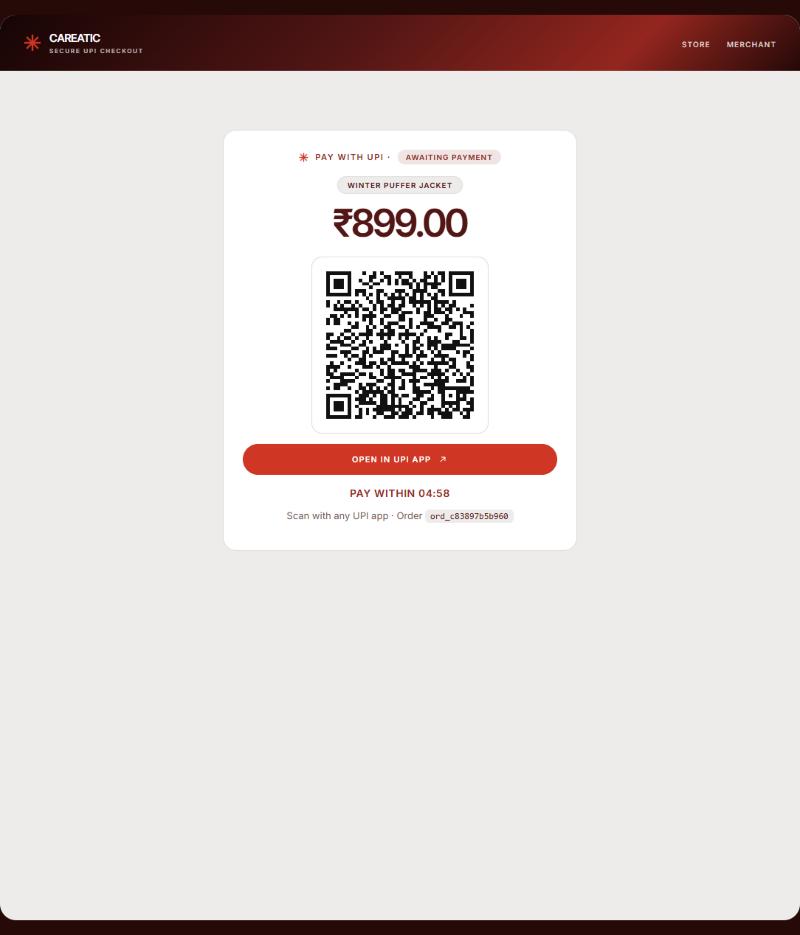 CAREATIC
SECURE UPI CHECKOUT
STORE MERCHANT
PAY WITH UPI · AWAITING PAYMENT
WINTER PUFFER JACKET
₹899.00
OPEN IN UPI APP ↗
PAY WITHIN 04:58
Scan with any UPI app · Order ord_c83897b5b960